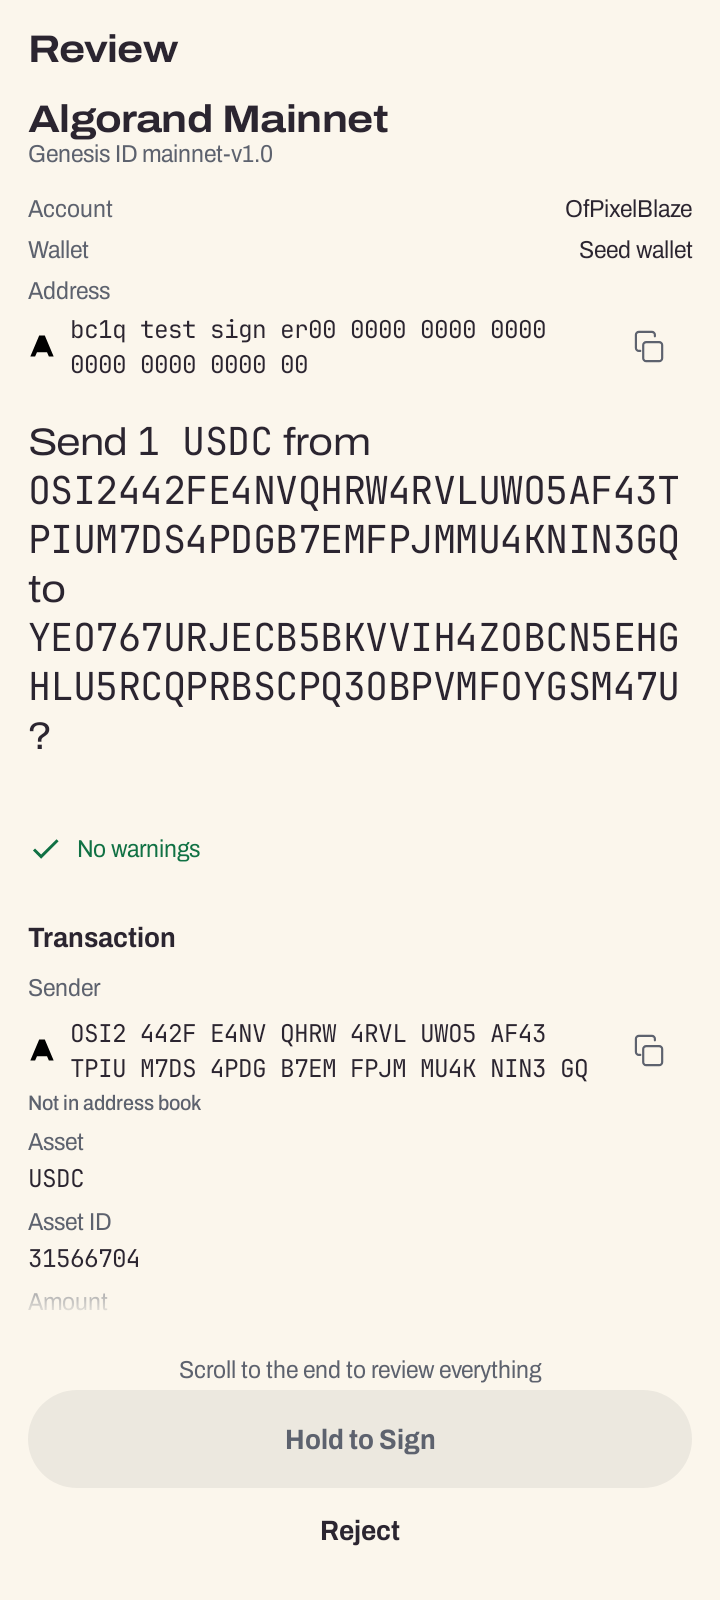 Review
Algorand Mainnet
Genesis ID mainnet-v1.0
Account OfPixelBlaze
Wallet Seed wallet
Address
bc1q test sign er00 0000 0000 0000
0000 0000 0000 00
Send 1 USDC from
OSI2442FE4NVQHRW4RVLUWO5AF43T
PIUM7DS4PDGB7EMFPJMMU4KNIN3GQ
to
YEO767URJECB5BKVVIH4ZOBCN5EHG
HLU5RCQPRBSCPQ3OBPVMFOYGSM47U
?
No warnings
Transaction
Sender
OSI2 442F E4NV QHRW 4RVL UWO5 AF43
TPIU M7DS 4PDG B7EM FPJM MU4K NIN3 GQ
Not in address book
Asset
USDC
Asset ID
31566704
Amount
Scroll to the end to review everything
Hold to Sign
Reject